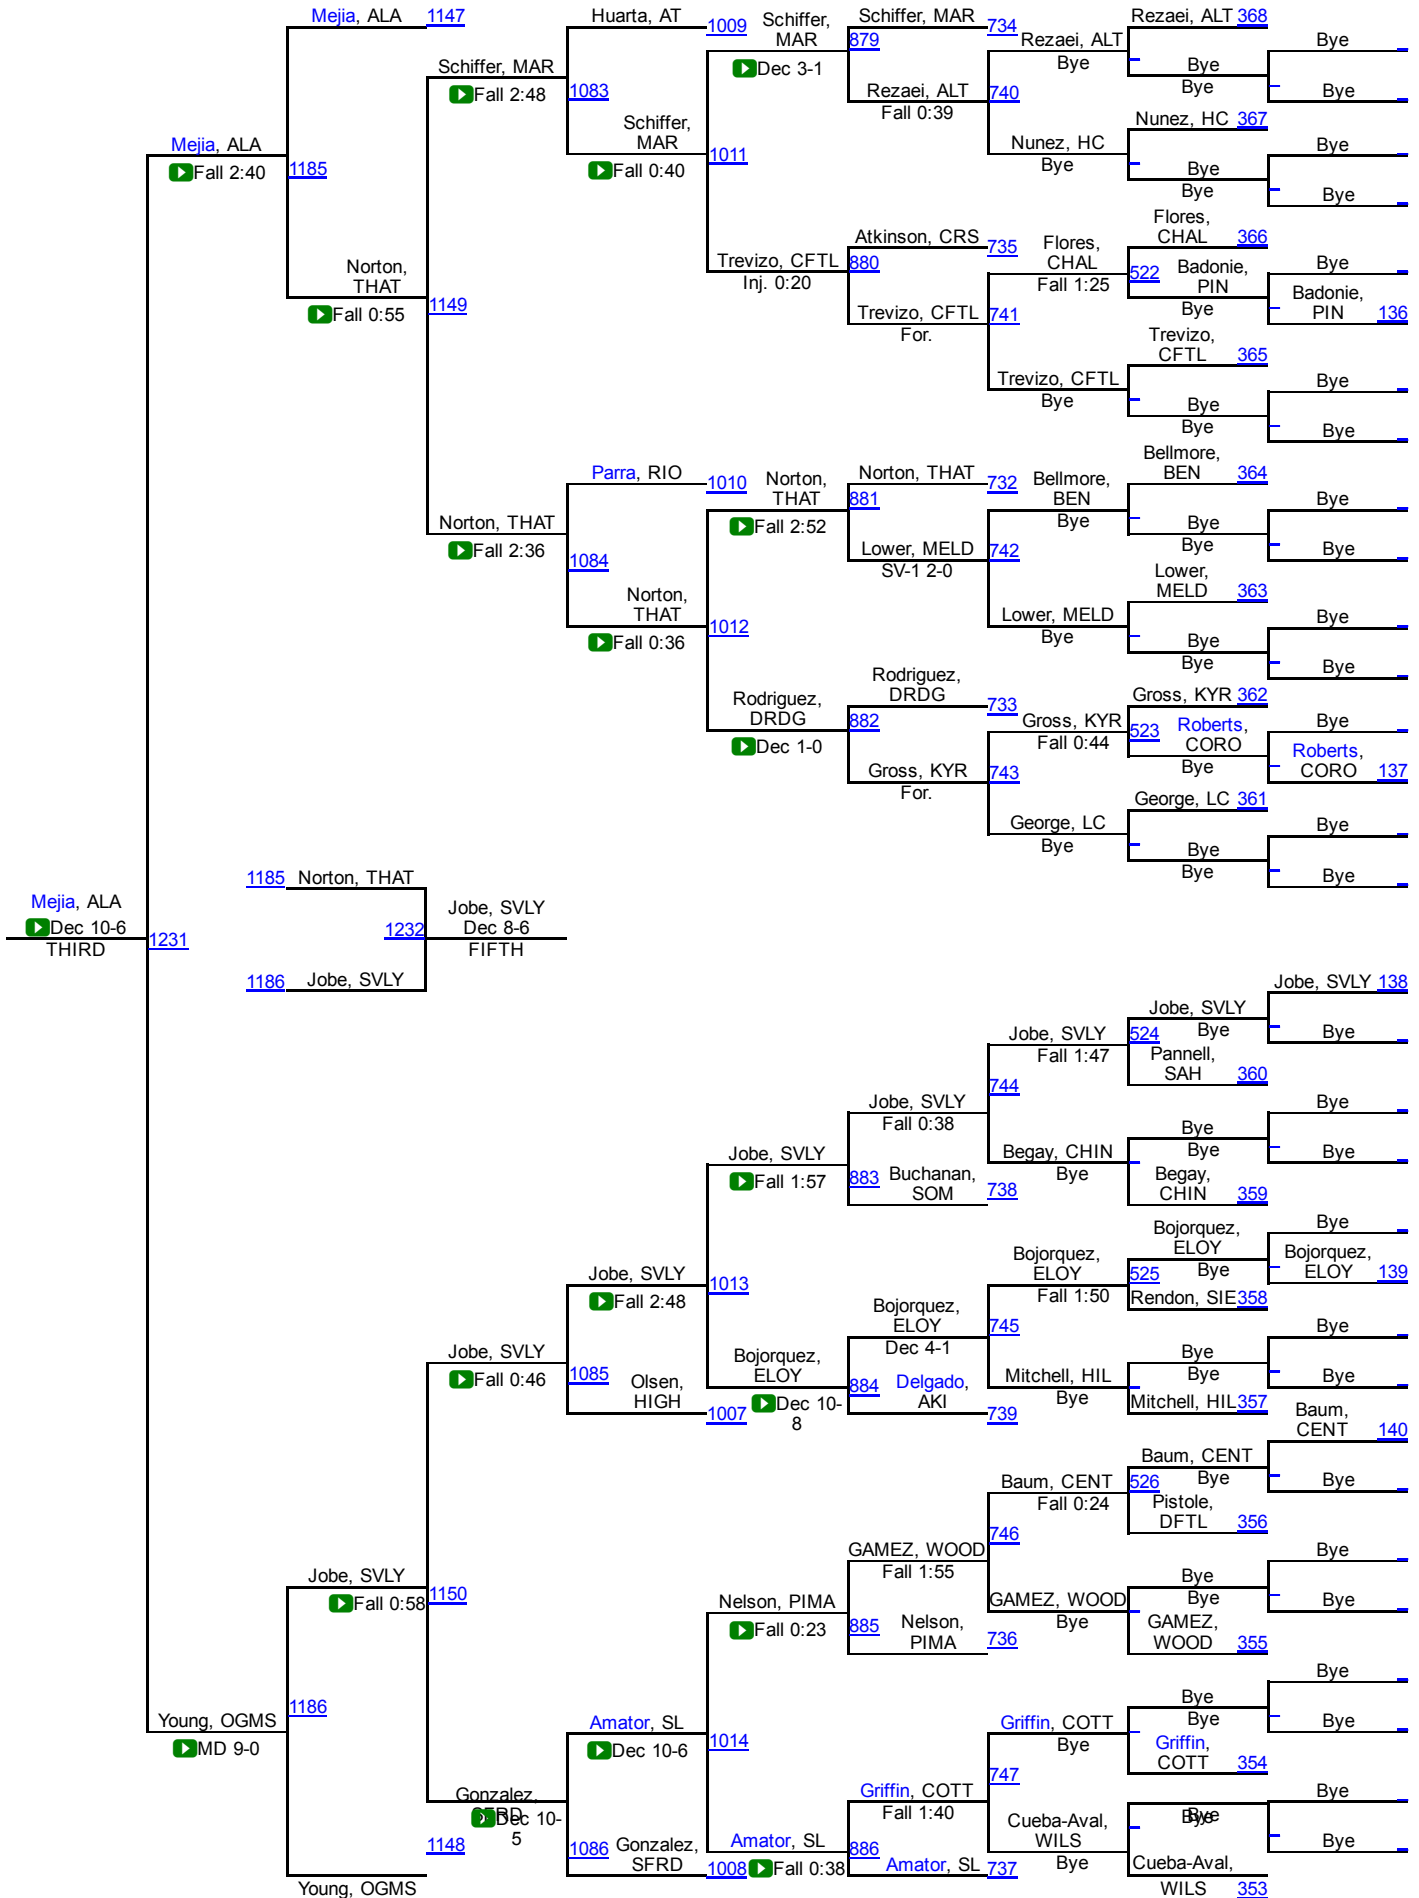 Mejia, ALA 1147
Huarta, AT 1009
Schiffer, MAR
Dec 3-1
Schiffer, MAR 734
879
Rezaei, ALT
Bye
Rezaei, ALT 368
Bye
Bye
Bye
Bye
Schiffer, MAR
Fall 2:48
1083
Rezaei, ALT
Fall 0:39
740
Nunez, HC 367
Schiffer,
MAR
Fall 0:40
1011
Nunez, HC
Bye
Bye
Bye
Bye
Bye
Mejia, ALA
Fall 2:40
1185
Flores,
CHAL 366
Atkinson, CRS 735
Flores,
CHAL
Fall 1:25
522
Badonie,
PIN
Bye
Bye
Badonie,
PIN 136
Trevizo, CFTL
Inj. 0:20
880
Norton,
THAT
Fall 0:55
1149
Trevizo, CFTL
For.
741
Trevizo,
CFTL 365
Trevizo, CFTL
Bye
Bye
Bye
Bye
Bye
Parra, RIO 1010
Norton,
THAT
Fall 2:52
Norton, THAT 732
881
Bellmore,
BEN
Bye
Bellmore,
BEN 364
Bye
Bye
Bye
Bye
Norton, THAT
Fall 2:36
1084
Lower, MELD
SV-1 2-0
742
Lower,
MELD 363
Norton,
THAT
Fall 0:36
1012
Lower, MELD
Bye
Bye
Bye
Bye
Bye
Rodriguez,
DRDG
Dec 1-0
Rodriguez,
DRDG 733
882
Gross, KYR
Fall 0:44
Gross, KYR 362
523
Roberts,
CORO
Bye
Bye
Roberts,
CORO 137
Gross, KYR
For.
743
George, LC 361
George, LC
Bye
Bye
Bye
Bye
Bye
1185 Norton, THAT
Mejia, ALA
Dec 10-6
THIRD
1231
1232
Jobe, SVLY
Dec 8-6
FIFTH
1186 Jobe, SVLY
Jobe, SVLY 138
Jobe, SVLY
Bye
Bye
Jobe, SVLY
Fall 1:47
524
Pannell,
SAH 360
744
Jobe, SVLY
Fall 0:38
Bye
Bye
Bye
Bye
Begay, CHIN
Bye
Jobe, SVLY
Fall 1:57
883
Buchanan,
SOM 738
Begay,
CHIN 359
Bojorquez,
ELOY
Bye
Bye
Bojorquez,
ELOY 139
Bojorquez,
ELOY
Fall 1:50
525
Rendon, SIE 358
Jobe, SVLY
Fall 2:48
1013
Bojorquez,
ELOY
Dec 4-1
745
Bye
Bye
Bye
Bye
Jobe, SVLY
Fall 0:46
1085
Olsen,
HIGH 1007
Bojorquez,
ELOY
Dec 10-
8
884
Delgado,
AKI 739
Mitchell, HIL
Bye
Mitchell, HIL 357
Baum,
CENT 140
Baum, CENT
Bye
Bye
Baum, CENT
Fall 0:24
526
Pistole,
DFTL 356
746
GAMEZ, WOOD
Fall 1:55
Bye
Bye
Bye
Bye
Jobe, SVLY
Fall 0:58
1150
Nelson, PIMA
Fall 0:23
885
Nelson,
PIMA 736
GAMEZ, WOOD
Bye
GAMEZ,
WOOD 355
Young, OGMS
MD 9-0
1186
Amator, SL
Dec 10-6
1014
Griffin, COTT
Bye
Bye
Bye
Bye
Bye
Griffin,
COTT 354
747
Griffin, COTT
Fall 1:40
Gonzalez,
SFRD
Dec 10-
5
1148
Young, OGMS
1086
Gonzalez,
SFRD 1008
Amator, SL
Fall 0:38
886
Amator, SL 737
Cueba-Aval,
WILS
Bye
Bye
Bye
Bye
Bye
Cueba-Aval,
WILS 353